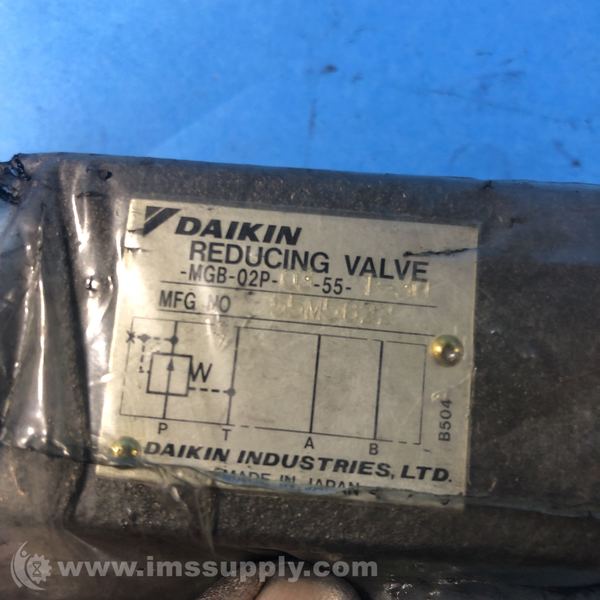 DAIKIN
REDUCING VALVE
-MGB-02P- -55-
MFG NO
W
P T A B
B504
DAIKIN INDUSTRIES, LTD.
MADE IN JAPAN
www.imssupply.com